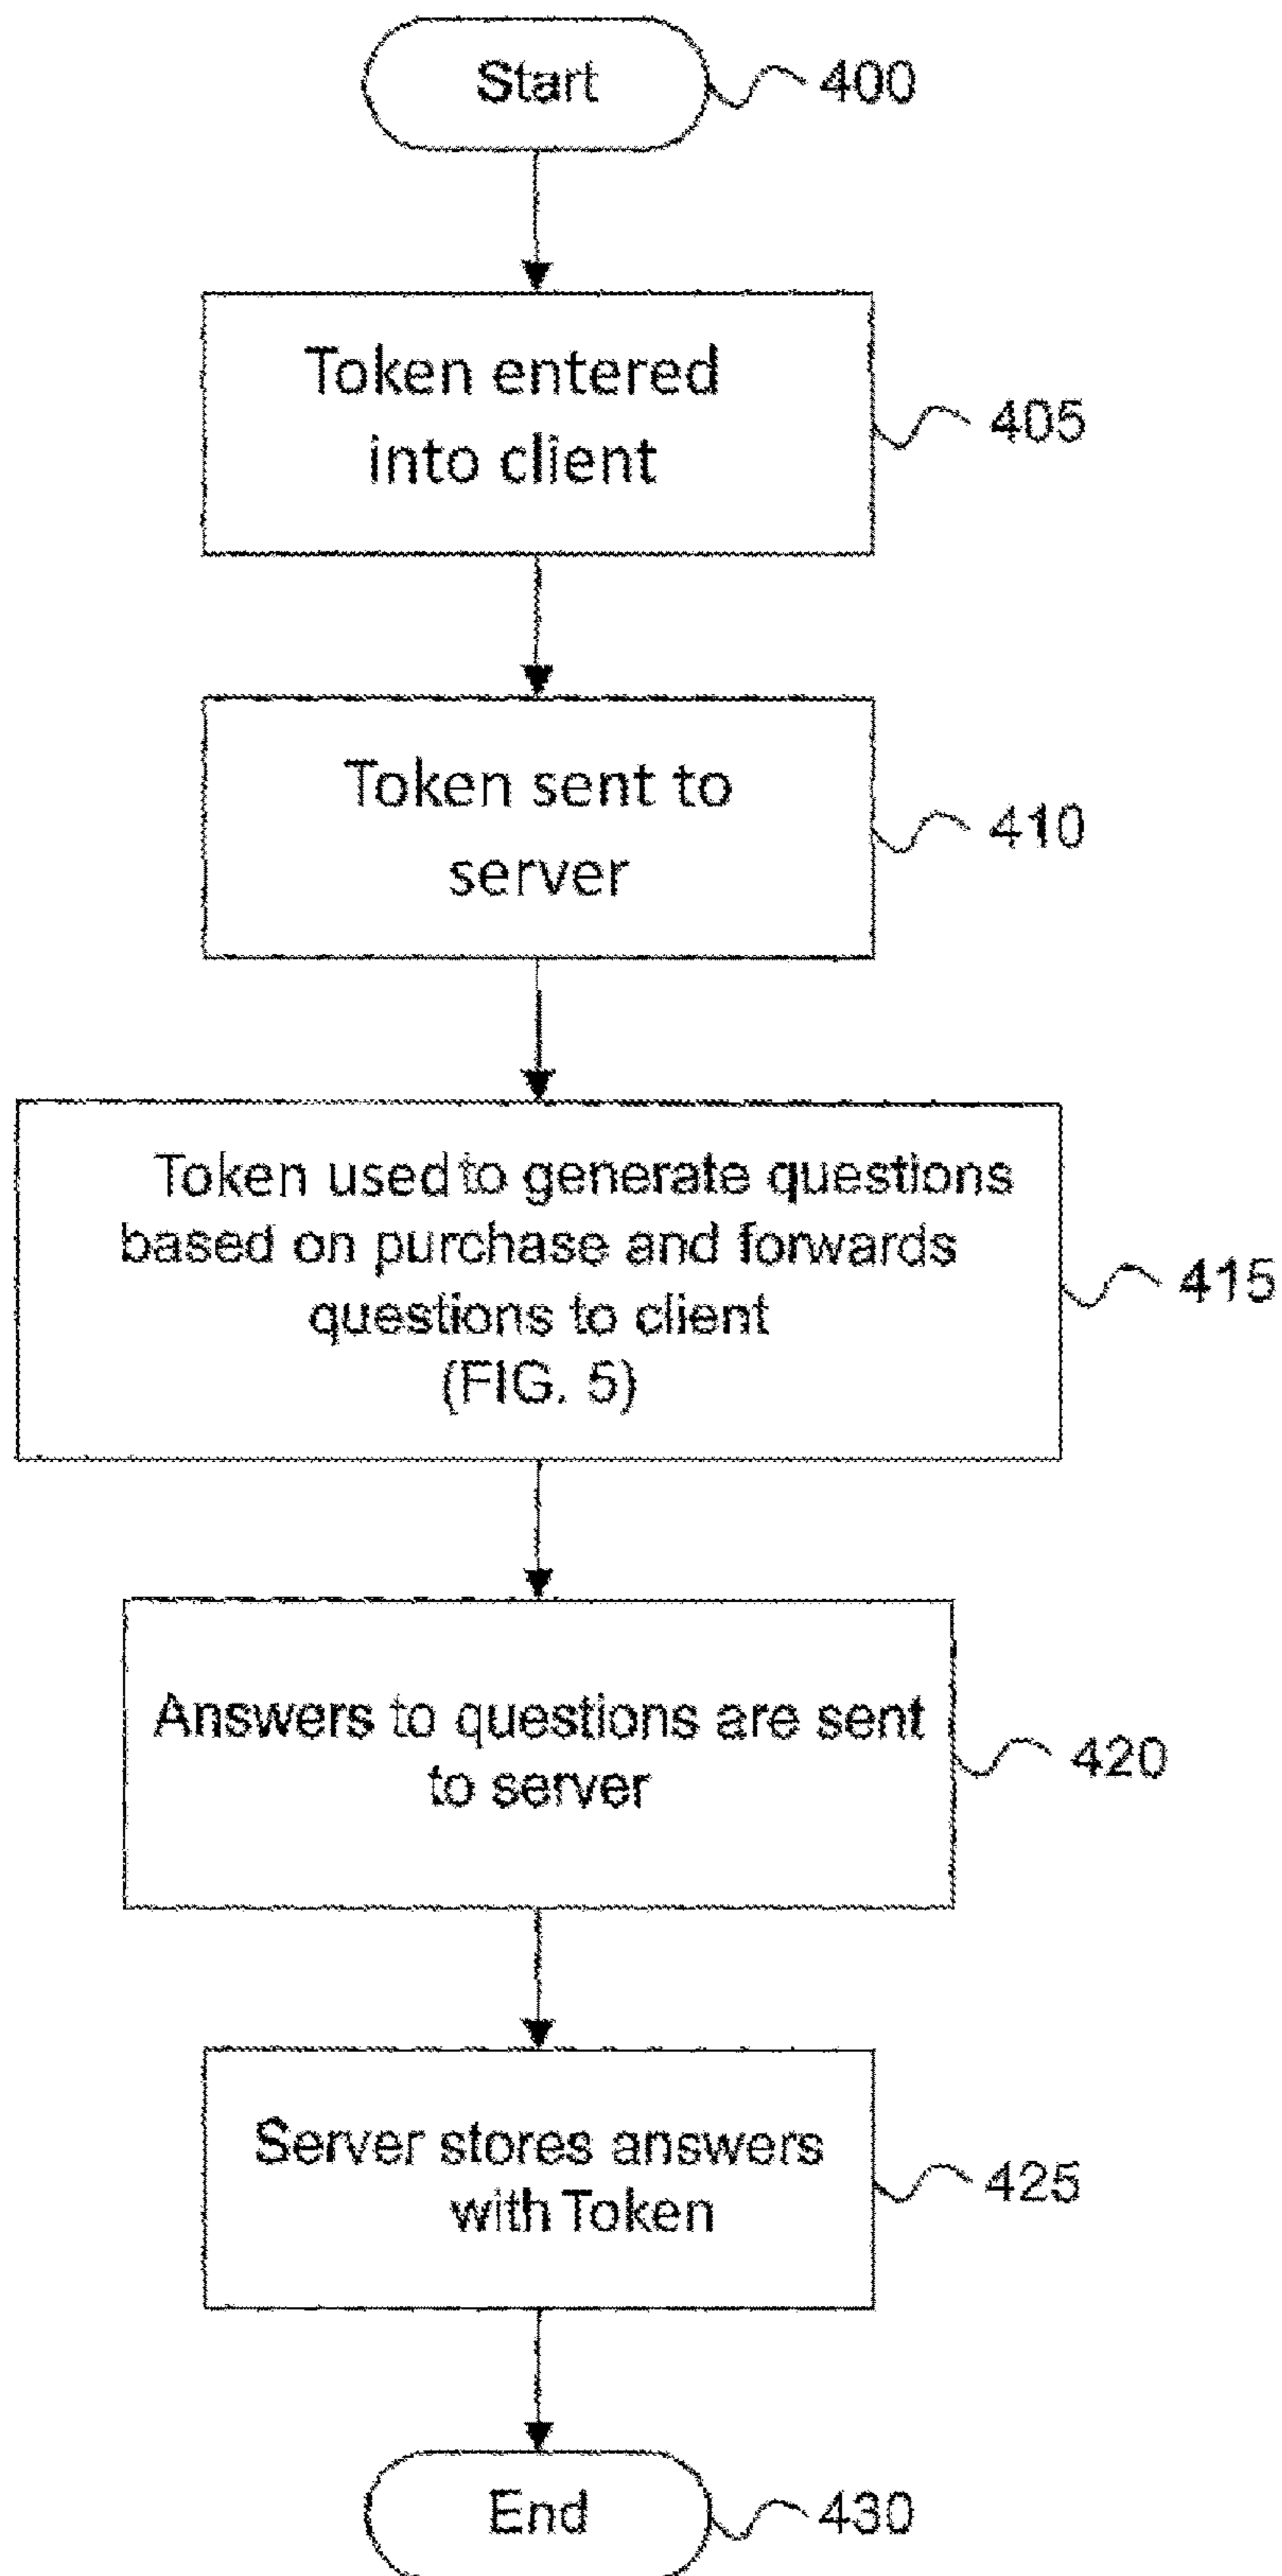 Start
400
Token entered
into client
405
Token sent to
server
410
Token used to generate questions
based on purchase and forwards
questions to client
(FIG. 5)
415
Answers to questions are sent
to server
420
Server stores answers
with Token
425
End
430